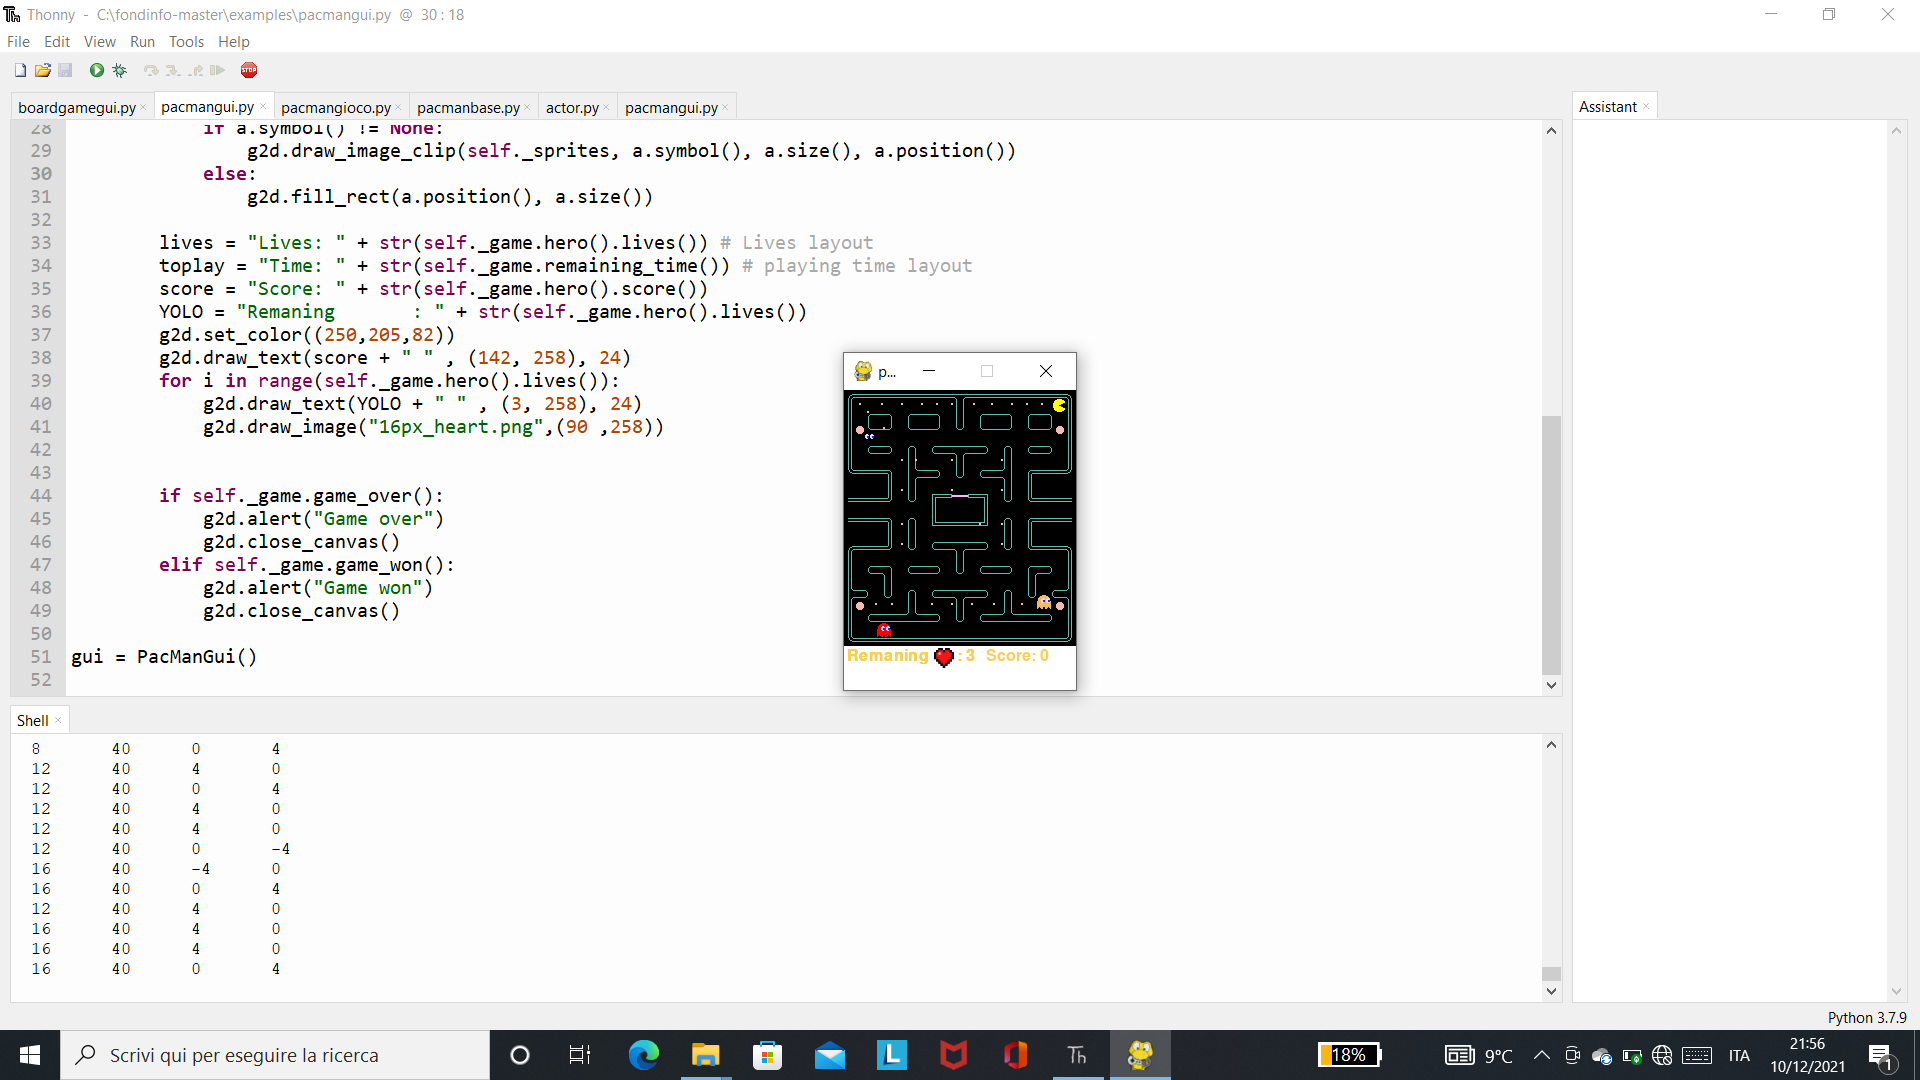 Thonny - C:\fondinfo-master\examples\pacmangui.py @ 30 : 18
File Edit View Run Tools Help
STOP
boardgamegui.py × pacmangui.py × pacmangioco.py × pacmanbase.py × actor.py × pacmangui.py ×
Assistant ×
28 if a.symbol() != None:
29 g2d.draw_image_clip(self._sprites, a.symbol(), a.size(), a.position())
30 else:
31 g2d.fill_rect(a.position(), a.size())
32
33 lives = "Lives: " + str(self._game.hero().lives()) # Lives layout
34 toplay = "Time: " + str(self._game.remaining_time()) # playing time layout
35 score = "Score: " + str(self._game.hero().score())
36 YOLO = "Remaning       : " + str(self._game.hero().lives())
37 g2d.set_color((250,205,82))
38 g2d.draw_text(score + " " , (142, 258), 24)
39 for i in range(self._game.hero().lives()):
40 g2d.draw_text(YOLO + " " , (3, 258), 24)
41 g2d.draw_image("16px_heart.png",(90 ,258))
42
43
44 if self._game.game_over():
45 g2d.alert("Game over")
46 g2d.close_canvas()
47 elif self._game.game_won():
48 g2d.alert("Game won")
49 g2d.close_canvas()
50
51 gui = PacManGui()
52
p...
Remaning : 3 Score: 0
Shell ×
8 40 0 4
12 40 4 0
12 40 0 4
12 40 4 0
12 40 4 0
12 40 0 -4
16 40 -4 0
16 40 0 4
12 40 4 0
16 40 4 0
16 40 4 0
16 40 0 4
Python 3.7.9
Scrivi qui per eseguire la ricerca
L
Th
18%
9°C
ITA
21:56
10/12/2021
1